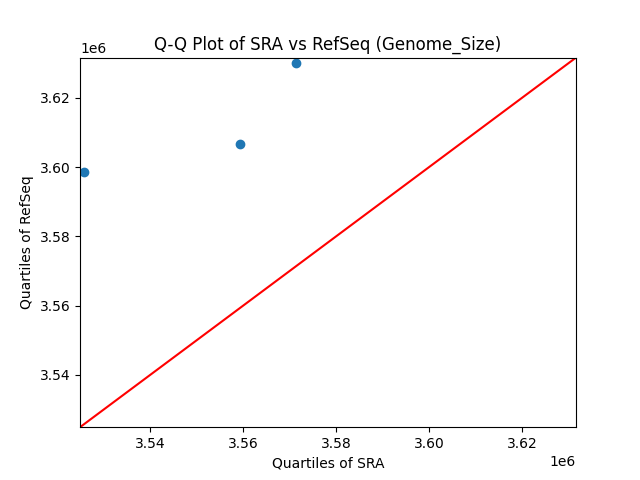 Q-Q Plot of SRA vs RefSeq (Genome_Size)
1e6
3.62
3.60
3.58
3.56
3.54
Quartiles of RefSeq
3.54 3.56 3.58 3.60 3.62
Quartiles of SRA
1e6